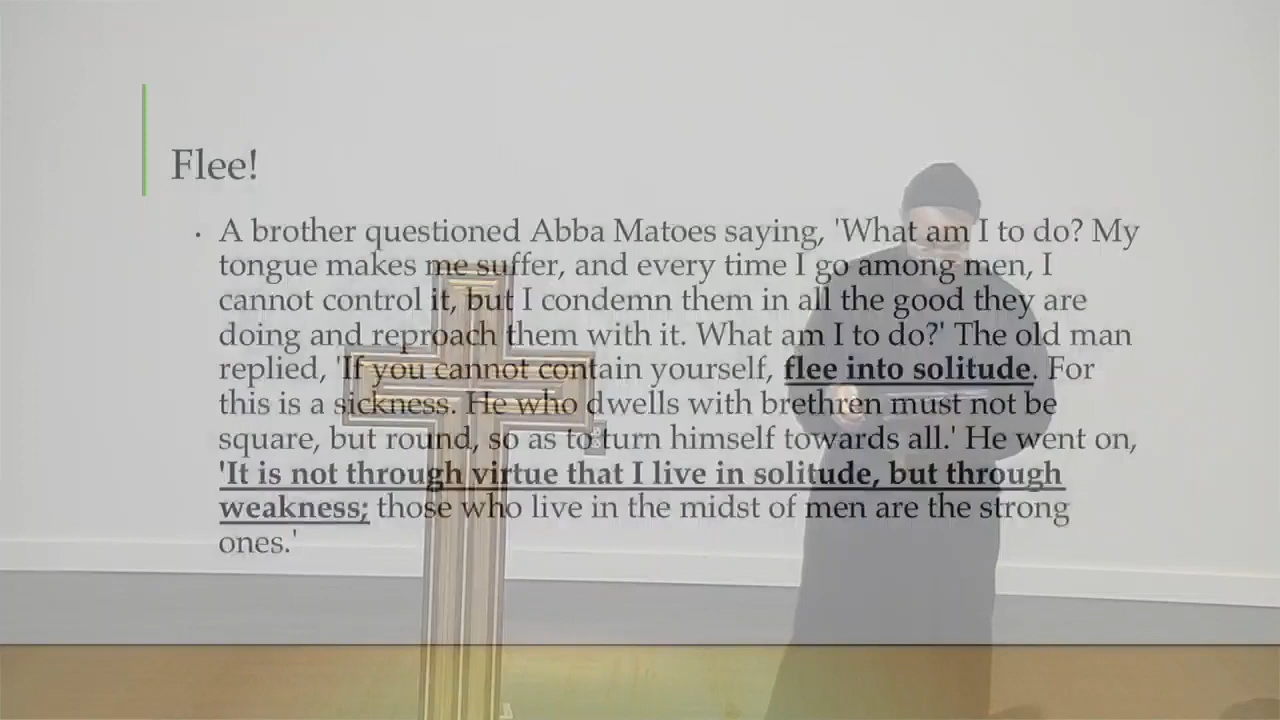 Flee!
• A brother questioned Abba Matoes saying, 'What am I to do? My
tongue makes me suffer, and every time I go among men, I
cannot control it, but I condemn them in all the good they are
doing and reproach them with it. What am I to do?' The old man
replied, 'If you cannot contain yourself, flee into solitude. For
this is a sickness. He who dwells with brethren must not be
square, but round, so as to turn himself towards all.' He went on,
'It is not through virtue that I live in solitude, but through
weakness; those who live in the midst of men are the strong
ones.'